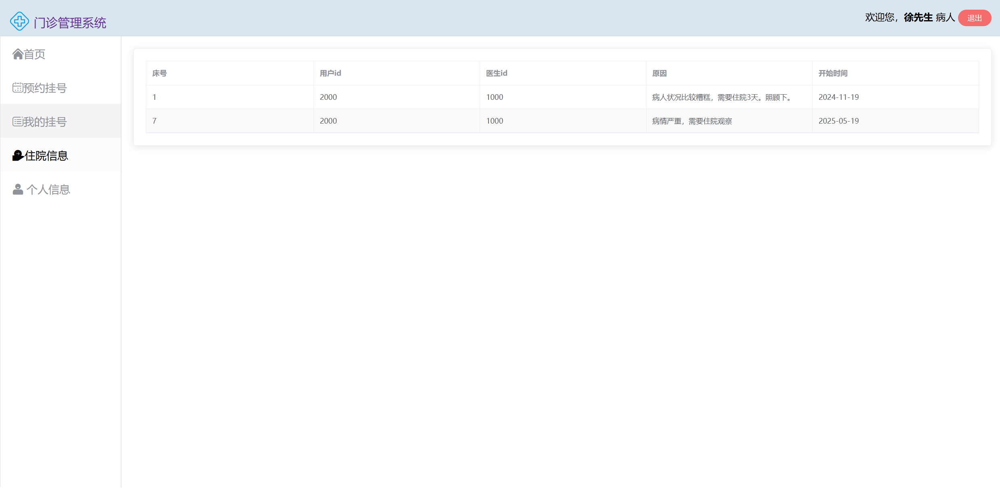 门诊管理系统
欢迎您，徐先生 病人 退出
首页
预约挂号
我的挂号
住院信息
个人信息
床号 用户id 医生id 原因 开始时间
1 2000 1000 病人状况比较糟糕，需要住院3天。照顾下。 2024-11-19
7 2000 1000 病情严重，需要住院观察 2025-05-19